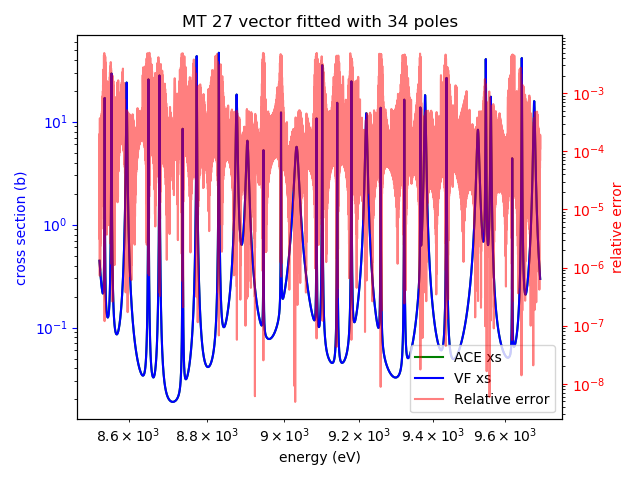 MT 27 vector fitted with 34 poles
cross section (b)
10¹
10⁰
10⁻¹
10⁻³
10⁻⁴
10⁻⁵
10⁻⁶
10⁻⁷
10⁻⁸
relative error
ACE xs
VF xs
Relative error
8.6 × 10³ 8.8 × 10³ 9 × 10³ 9.2 × 10³ 9.4 × 10³ 9.6 × 10³
energy (eV)